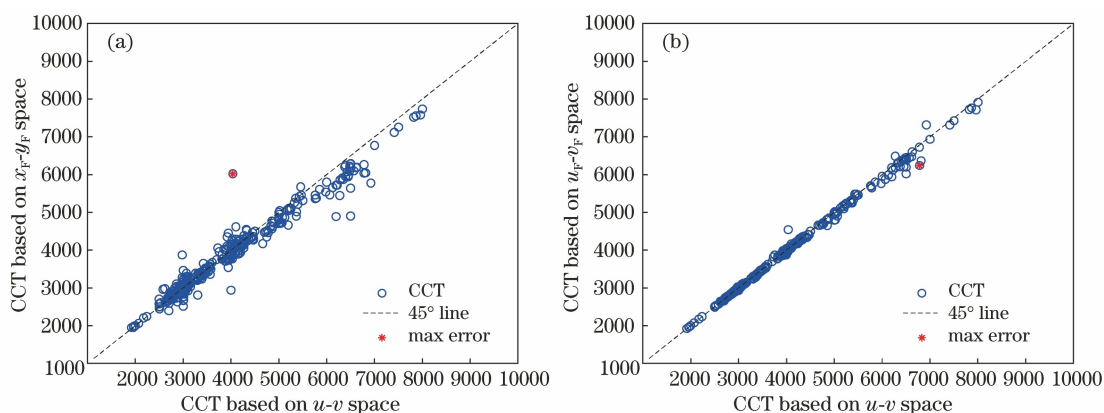 (a)
10000
9000
8000
7000
6000
5000
4000
3000
2000
1000
CCT based on xF-yF space
CCT
45° line
max error
2000 3000 4000 5000 6000 7000 8000 9000 10000
CCT based on u-v space
(b)
10000
9000
8000
7000
6000
5000
4000
3000
2000
1000
CCT based on uF-vF space
CCT
45° line
max error
2000 3000 4000 5000 6000 7000 8000 9000 10000
CCT based on u-v space